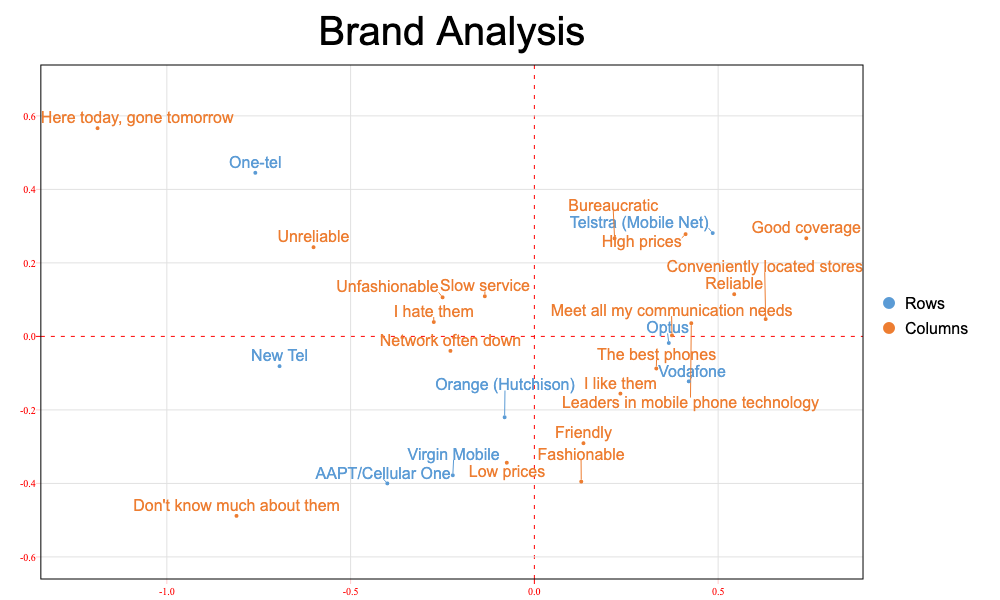 Brand Analysis
0.6
Here today, gone tomorrow
One-tel
0.4
Bureaucratic
Telstra (Mobile Net)
Good coverage
Unreliable
High prices
0.2
Conveniently located stores
Reliable
Unfashionable
Slow service
Rows
I hate them
Meet all my communication needs
Optus
Columns
0.0
Network often down
New Tel
The best phones
Vodafone
Orange (Hutchison)
I like them
Leaders in mobile phone technology
-0.2
Friendly
Virgin Mobile
Fashionable
AAPT/Cellular One
Low prices
-0.4
Don't know much about them
-0.6
-1.0
-0.5
0.0
0.5